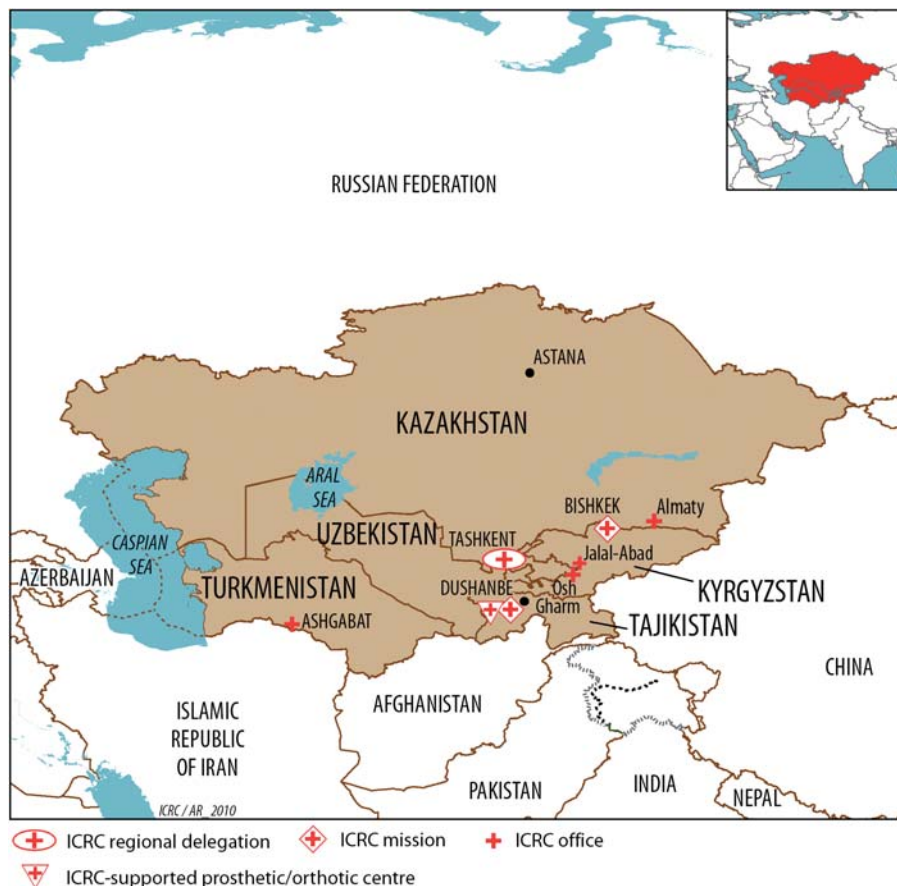 RUSSIAN FEDERATION
ASTANA
KAZAKHSTAN
ARAL
SEA
BISHKEK
Almaty
UZBEKISTAN
TASHKENT
CASPIAN
SEA
Jalal-Abad
AZERBAIJAN
TURKMENISTAN
DUSHANBE
Osh
KYRGYZSTAN
Gharm
ASHGABAT
TAJIKISTAN
CHINA
AFGHANISTAN
ISLAMIC
REPUBLIC
OF IRAN
PAKISTAN
INDIA
NEPAL
ICRC / AR_2010
ICRC regional delegation
ICRC mission
ICRC office
ICRC-supported prosthetic/orthotic centre